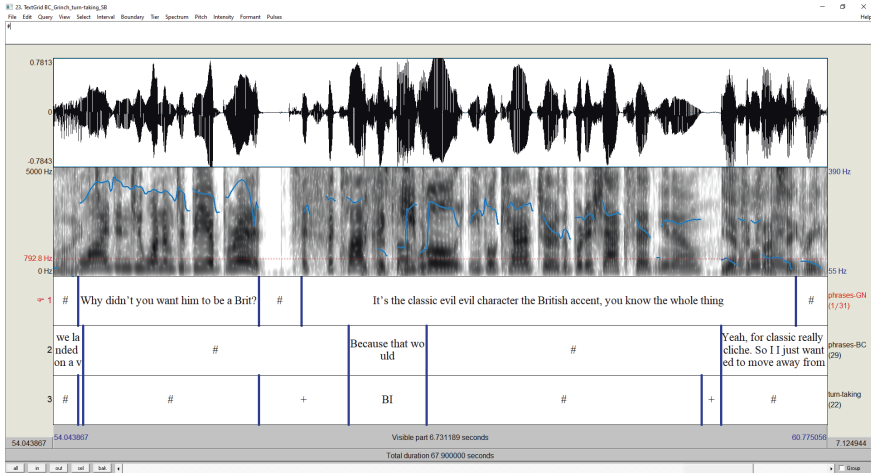 23. TextGrid BC_Grinch_turn-taking_SB
File Edit Query View Select Interval Boundary Tier Spectrum Pitch Intensity Formant Pulses Help
#
0.7813
0
-0.7843
5000 Hz 390 Hz
792.8 Hz
0 Hz 55 Hz
1 # Why didn't you want him to be a Brit? # It's the classic evil evil character the British accent, you know the whole thing # phrases-GN
(1/31)
2 we la
nded
on a v
# Because that wo
uld
# Yeah, for classic really
cliche. So I I just want
ed to move away from
phrases-BC
(29)
3 # # + BI # + # turn-taking
(22)
54.043867 54.043867 Visible part 6.731189 seconds 60.775056 7.124944
Total duration 67.900000 seconds
all in out sel bak Group